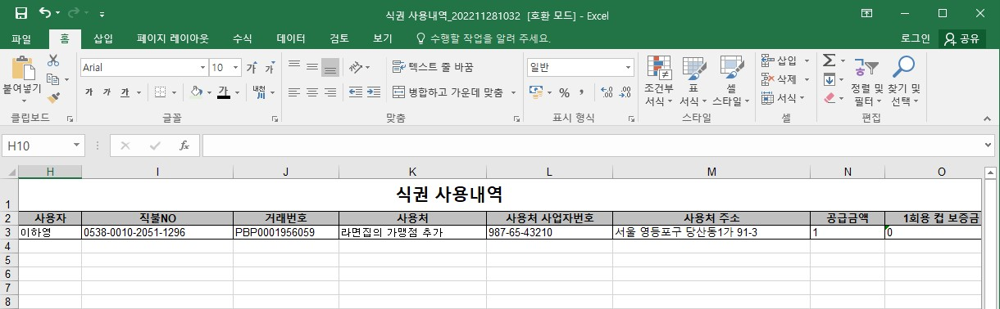 식권 사용내역_202211281032 [호환 모드] - Excel
파일 홈 삽입 페이지 레이아웃 수식 데이터 검토 보기 수행할 작업을 알려 주세요. 로그인 공유
붙여넣기 Arial 10 가 가 텍스트 줄 바꿈 일반 조건부 서식 표 서식 셀 스타일 삽입 삭제 서식 정렬 및 필터 찾기 및 선택
가 가 가 가 내천 병합하고 가운데 맞춤 % , .0 .00 .00 .0
클립보드 글꼴 맞춤 표시 형식 스타일 셀 편집
H10 fx
H I J K L M N O
1 식권 사용내역
2 사용자 직불NO 거래번호 사용처 사용처 사업자번호 사용처 주소 공급금액 1회용 컵 보증금
3 이하영 0538-0010-2051-1296 PBP0001956059 라면집의 가맹점 추가 987-65-43210 서울 영등포구 당산동1가 91-3 1 0
4
5
6
7
8